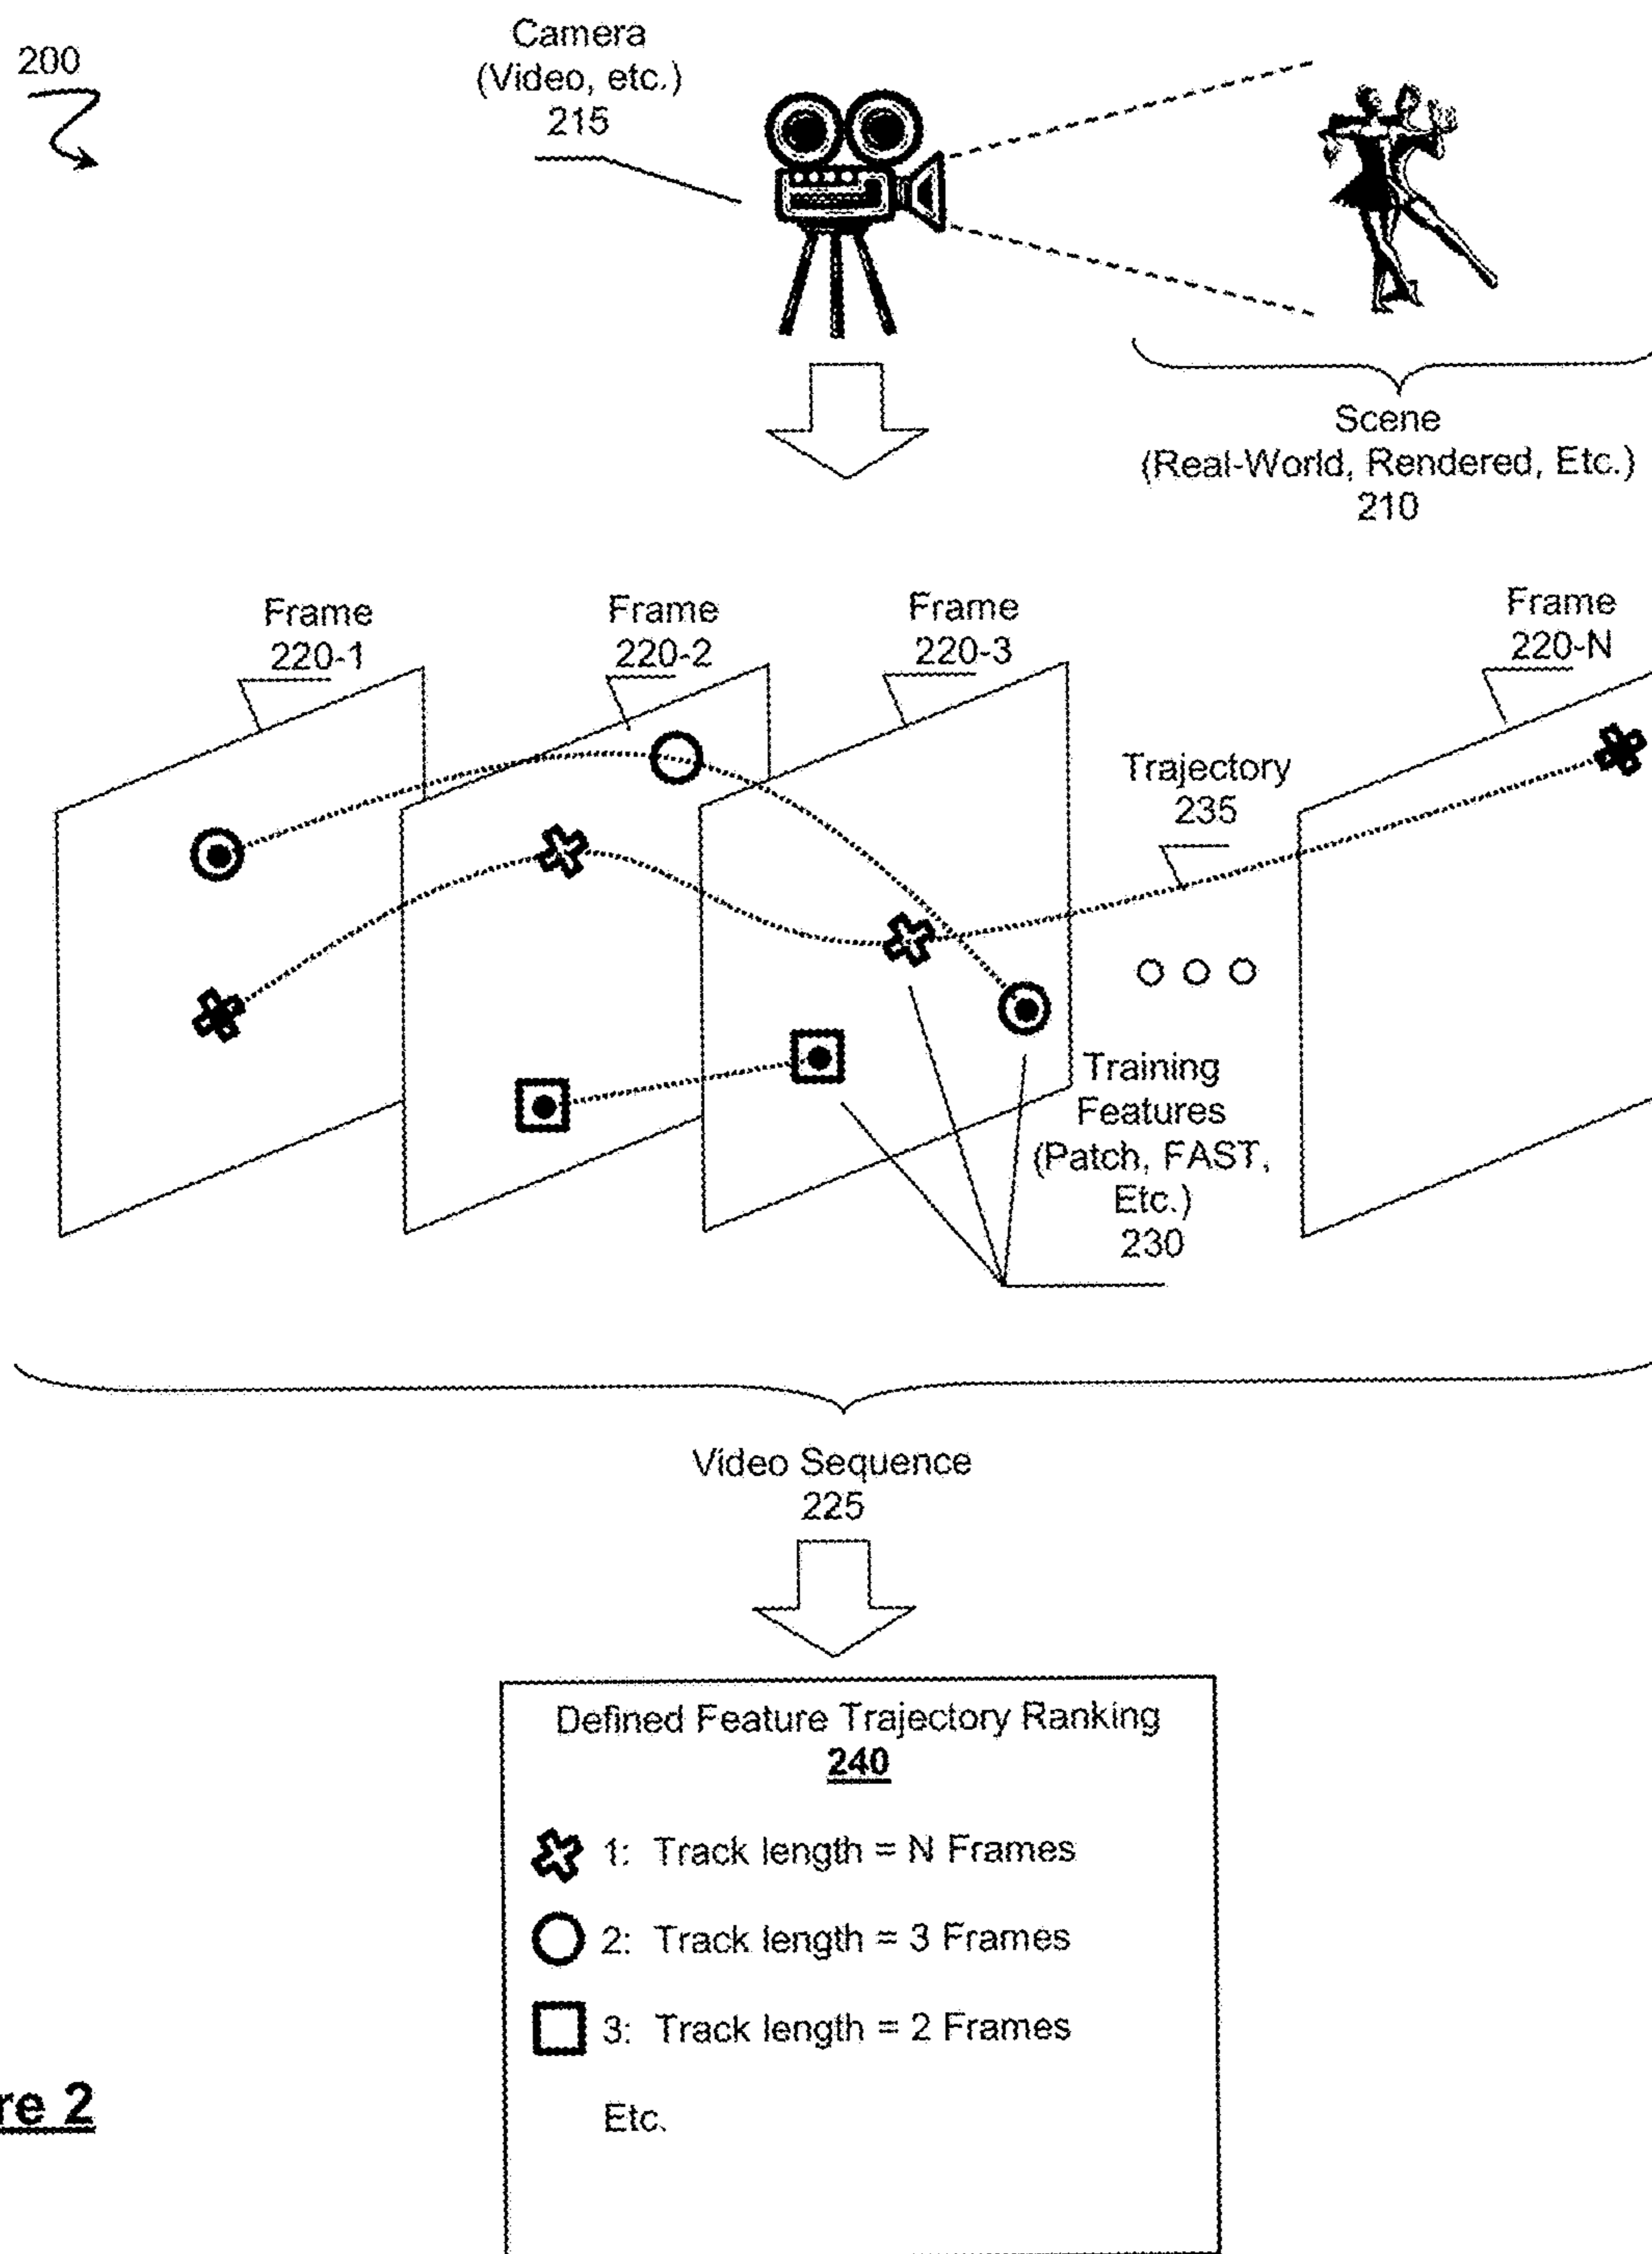 200
Camera
(Video, etc.)
215
Scene
(Real-World, Rendered, Etc.)
210
Frame
220-1
Frame
220-2
Frame
220-3
Frame
220-N
Trajectory
235
Training
Features
(Patch, FAST,
Etc.)
230
Video Sequence
225
Defined Feature Trajectory Ranking
240
1: Track length = N Frames
2: Track length = 3 Frames
3: Track length = 2 Frames
Etc.
re 2